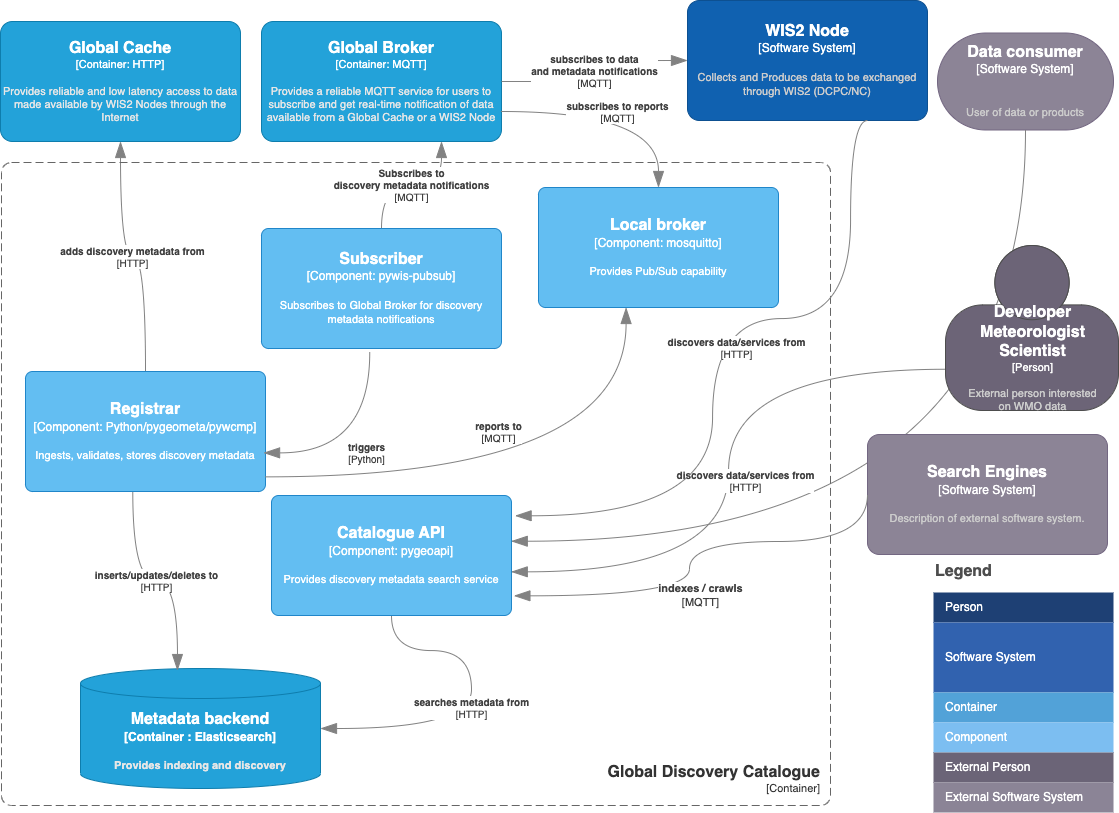 Global Cache
[Container: HTTP]
Provides reliable and low latency access to data
made available by WIS2 Nodes through the
Internet
Global Broker
[Container: MQTT]
Provides a reliable MQTT service for users to
subscribe and get real-time notification of data
available from a Global Cache or a WIS2 Node
subscribes to data
and metadata notifications
[MQTT]
subscribes to reports
[MQTT]
WIS2 Node
[Software System]
Collects and Produces data to be exchanged
through WIS2 (DCPC/NC)
Data consumer
[Software System]
User of data or products
Subscribes to
discovery metadata notifications
[MQTT]
adds discovery metadata from
[HTTP]
Subscriber
[Component: pywis-pubsub]
Subscribes to Global Broker for discovery
metadata notifications
Local broker
[Component: mosquitto]
Provides Pub/Sub capability
discovers data/services from
[HTTP]
Developer
Meteorologist
Scientist
[Person]
External person interested
on WMO data
Registrar
[Component: Python/pygeometa/pywcmp]
Ingests, validates, stores discovery metadata
triggers
[Python]
reports to
[MQTT]
discovers data/services from
[HTTP]
Search Engines
[Software System]
Description of external software system.
Catalogue API
[Component: pygeoapi]
Provides discovery metadata search service
inserts/updates/deletes to
[HTTP]
indexes / crawls
[MQTT]
searches metadata from
[HTTP]
Metadata backend
[Container : Elasticsearch]
Provides indexing and discovery
Global Discovery Catalogue
[Container]
Legend
Person
Software System
Container
Component
External Person
External Software System